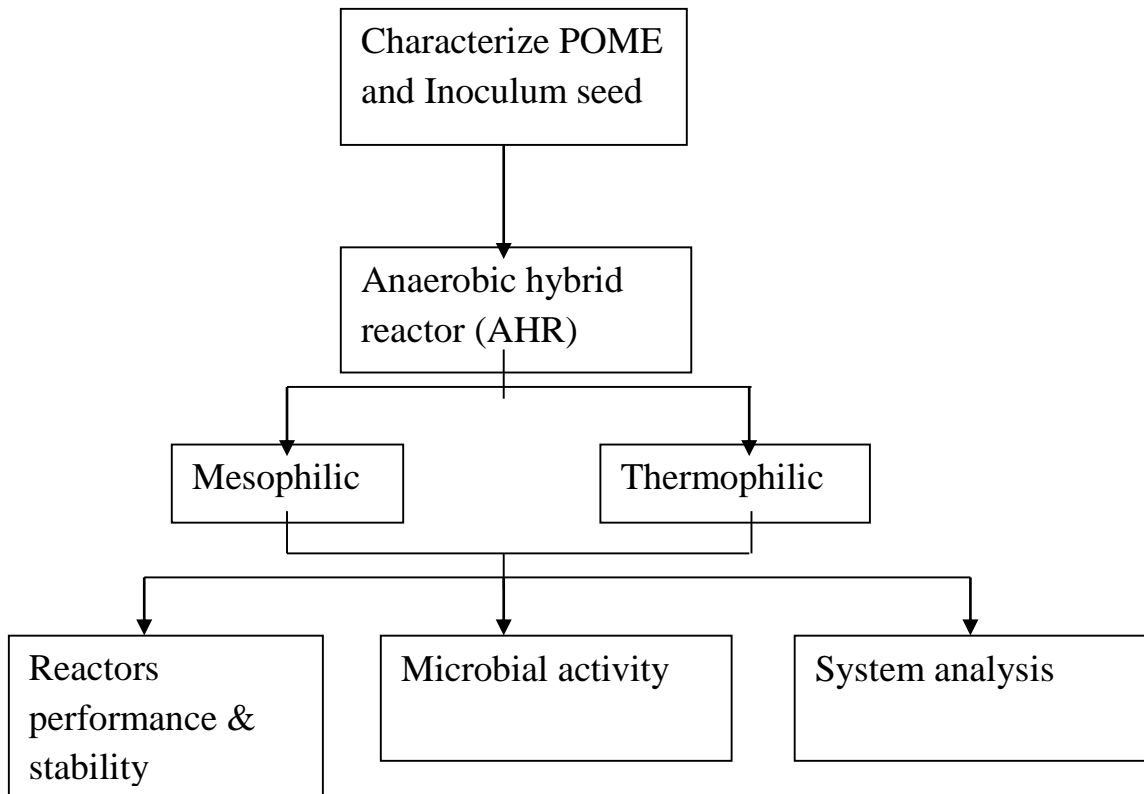 Characterize POME
and Inoculum seed
Anaerobic hybrid
reactor (AHR)
Mesophilic
Thermophilic
Reactors
performance &
stability
Microbial activity
System analysis